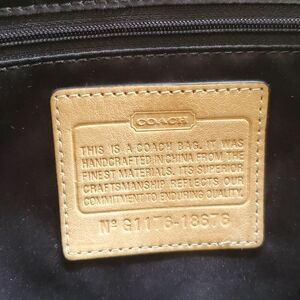 COACH
THIS IS A COACH BAG. IT WAS
HANDCRAFTED IN CHINA FROM THE
FINEST MATERIALS. ITS SUPERIOR
CRAFTSMANSHIP REFLECTS OUR
COMMITMENT TO ENDURING QUALITY.
Nº G1176-18676